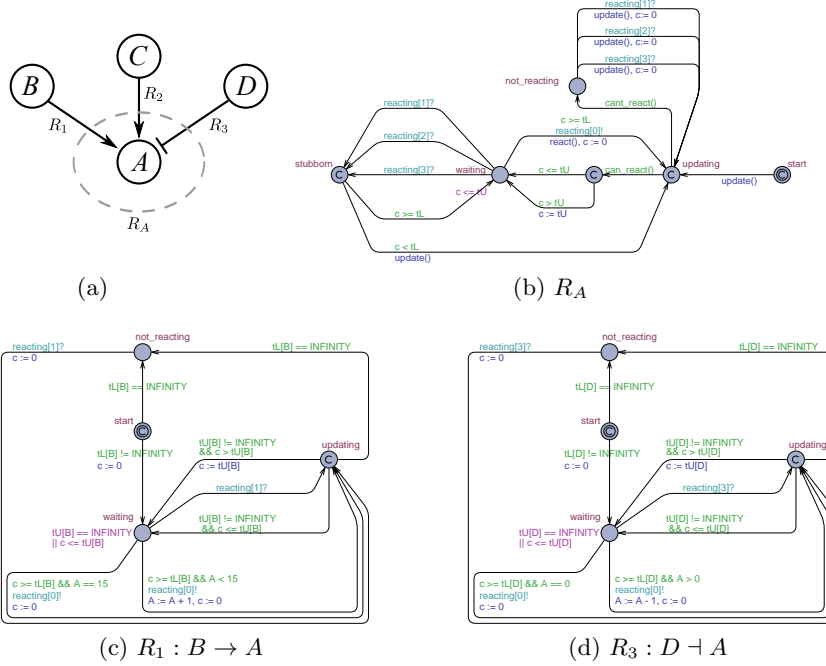 C
B
D
R2
R1
R3
A
RA
(a)
reacting[1]?
update(), c:= 0
reacting[2]?
update(), c:= 0
reacting[3]?
update(), c:= 0
not_reacting
cant_react()
reacting[1]?
c >= tL
reacting[0]!
react(), c := 0
reacting[2]?
stubborn
reacting[3]?
waiting
c <= tU
c <= tU
can_react()
updating
start
C
C
C
C
update()
c > tU
c := tU
c >= tL
c < tL
update()
(b) RA
not_reacting
reacting[1]?
c := 0
tL[B] == INFINITY
tL[B] == INFINITY
start
C
tL[B] != INFINITY
c := 0
tU[B] != INFINITY
&& c > tU[B]
c := tU[B]
updating
C
reacting[1]?
waiting
tU[B] == INFINITY
|| c <= tU[B]
tU[B] != INFINITY
&& c <= tU[B]
c >= tL[B] && A == 15
reacting[0]!
c := 0
c >= tL[B] && A < 15
reacting[0]!
A := A + 1, c := 0
(c) R1 : B → A
not_reacting
reacting[3]?
c := 0
tL[D] == INFINITY
tL[D] == INFINITY
start
C
tL[D] != INFINITY
c := 0
tU[D] != INFINITY
&& c > tU[D]
c := tU[D]
updating
C
reacting[3]?
waiting
tU[D] == INFINITY
|| c <= tU[D]
tU[D] != INFINITY
&& c <= tU[D]
c >= tL[D] && A == 0
reacting[0]!
c := 0
c >= tL[D] && A > 0
reacting[0]!
A := A - 1, c := 0
(d) R3 : D ⊣ A